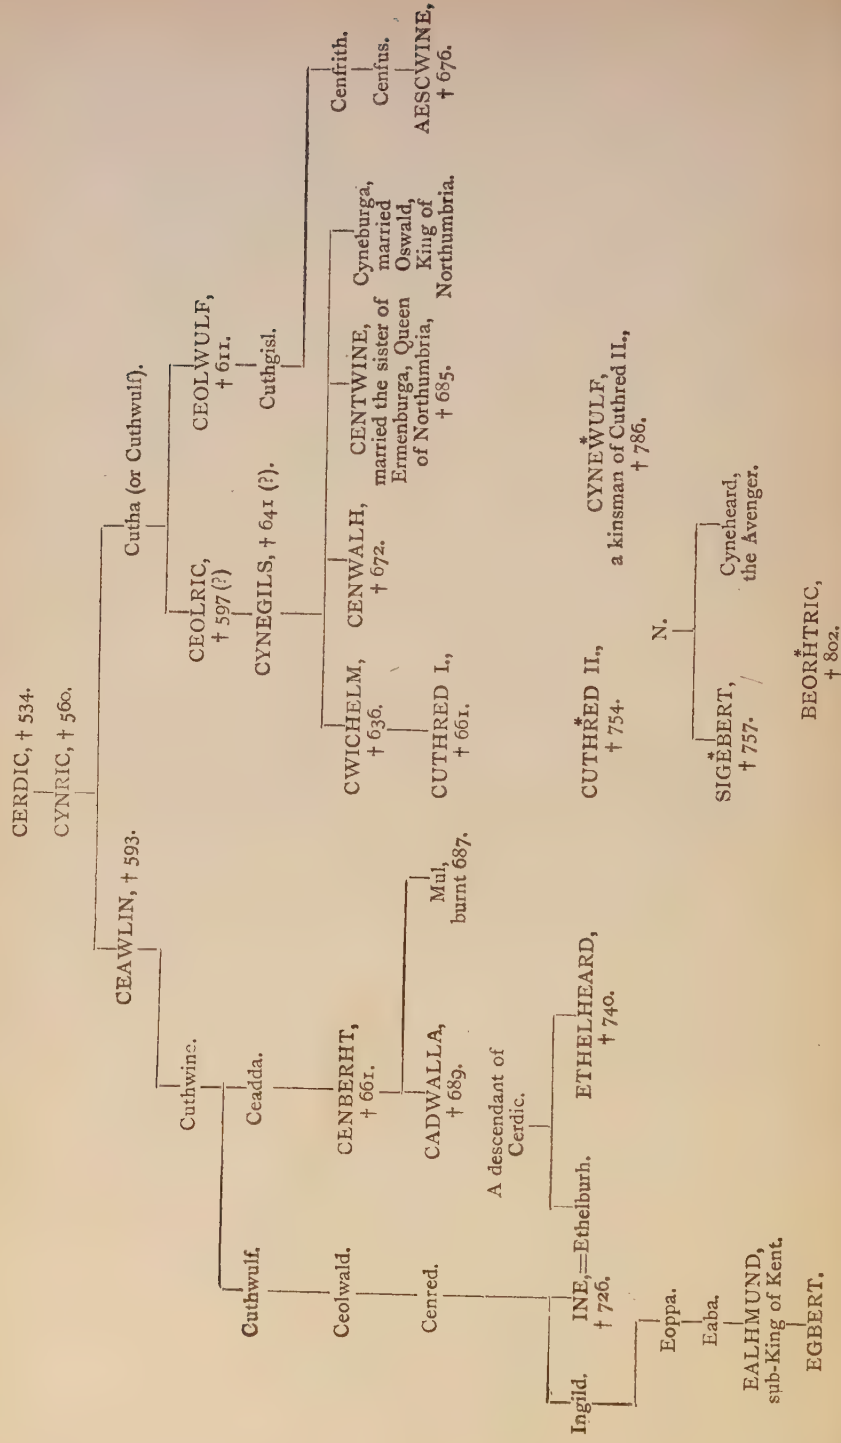 CERDIC, † 534.
CYNRIC, † 560.
CEAWLIN, † 593.
Cutha (or Cuthwulf).
Cuthwine.
CEOLRIC,
† 597 (?)
CEOLWULF,
† 611.
Cuthwulf.
Ceadda.
CYNEGILS, † 641 (?).
Cuthgisl.
Ceolwald.
CENBERHT,
† 661.
CWICHELM,
† 636.
CENWALH,
† 672.
CENTWINE,
married the sister of
Ermenburga, Queen
of Northumbria,
† 685.
Cyneburga,
married
Oswald,
King of
Northumbria.
Cenfrith.
Cenfus.
AESCWINE,
† 676.
Cenred.
CADWALLA,
† 689.
Mul,
burnt 687.
CUTHRED I.,
† 661.
A descendant of
Cerdic.
Ingild.
INE,=Ethelburh.
† 726.
ETHELHEARD,
† 740.
CUTHRED* II.,
† 754.
CYNEWULF,*
a kinsman of Cuthred II.,
† 786.
Eoppa.
Eaba.
EALHMUND,
sub-King of Kent.
EGBERT.
N.
SIGEBERT,*
† 757.
Cyneheard,
the Avenger.
BEORHTRIC,*
† 802.